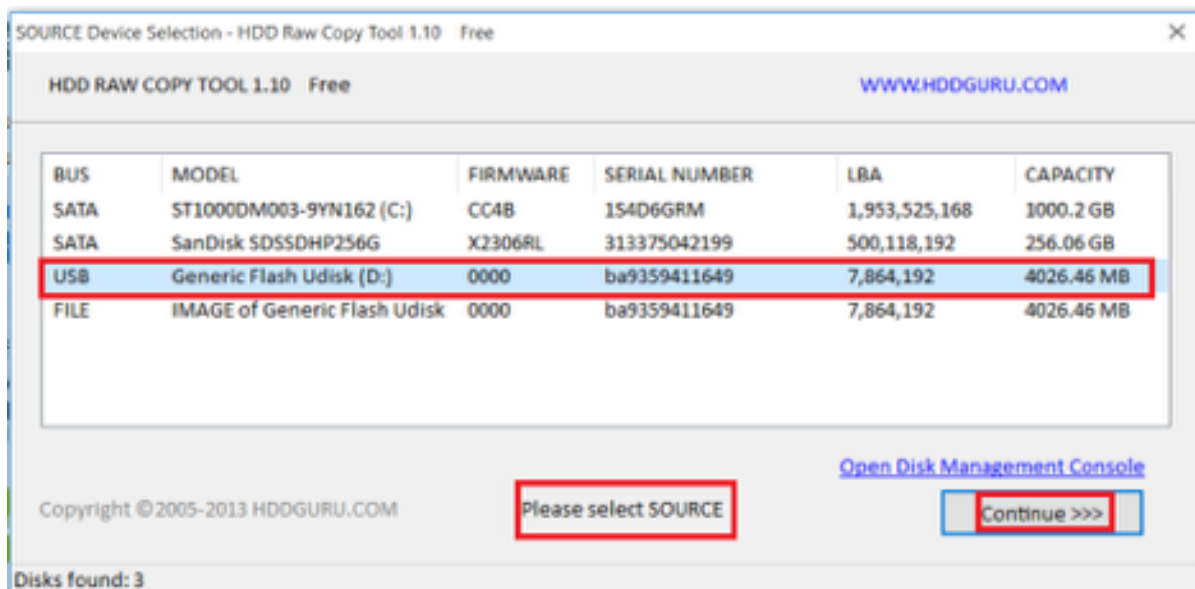 SOURCE Device Selection - HDD Raw Copy Tool 1.10 Free
HDD RAW COPY TOOL 1.10 Free WWW.HDDGURU.COM
BUS MODEL FIRMWARE SERIAL NUMBER LBA CAPACITY
SATA ST1000DM003-9YN162 (C:) CC4B 1S4D6GRM 1,953,525,168 1000.2 GB
SATA SanDisk SDSSDHP256G X2306RL 313375042199 500,118,192 256.06 GB
USB Generic Flash Udisk (D:) 0000 ba9359411649 7,864,192 4026.46 MB
FILE IMAGE of Generic Flash Udisk 0000 ba9359411649 7,864,192 4026.46 MB
Open Disk Management Console
Copyright ©2005-2013 HDDGURU.COM Please select SOURCE Continue >>>
Disks found: 3